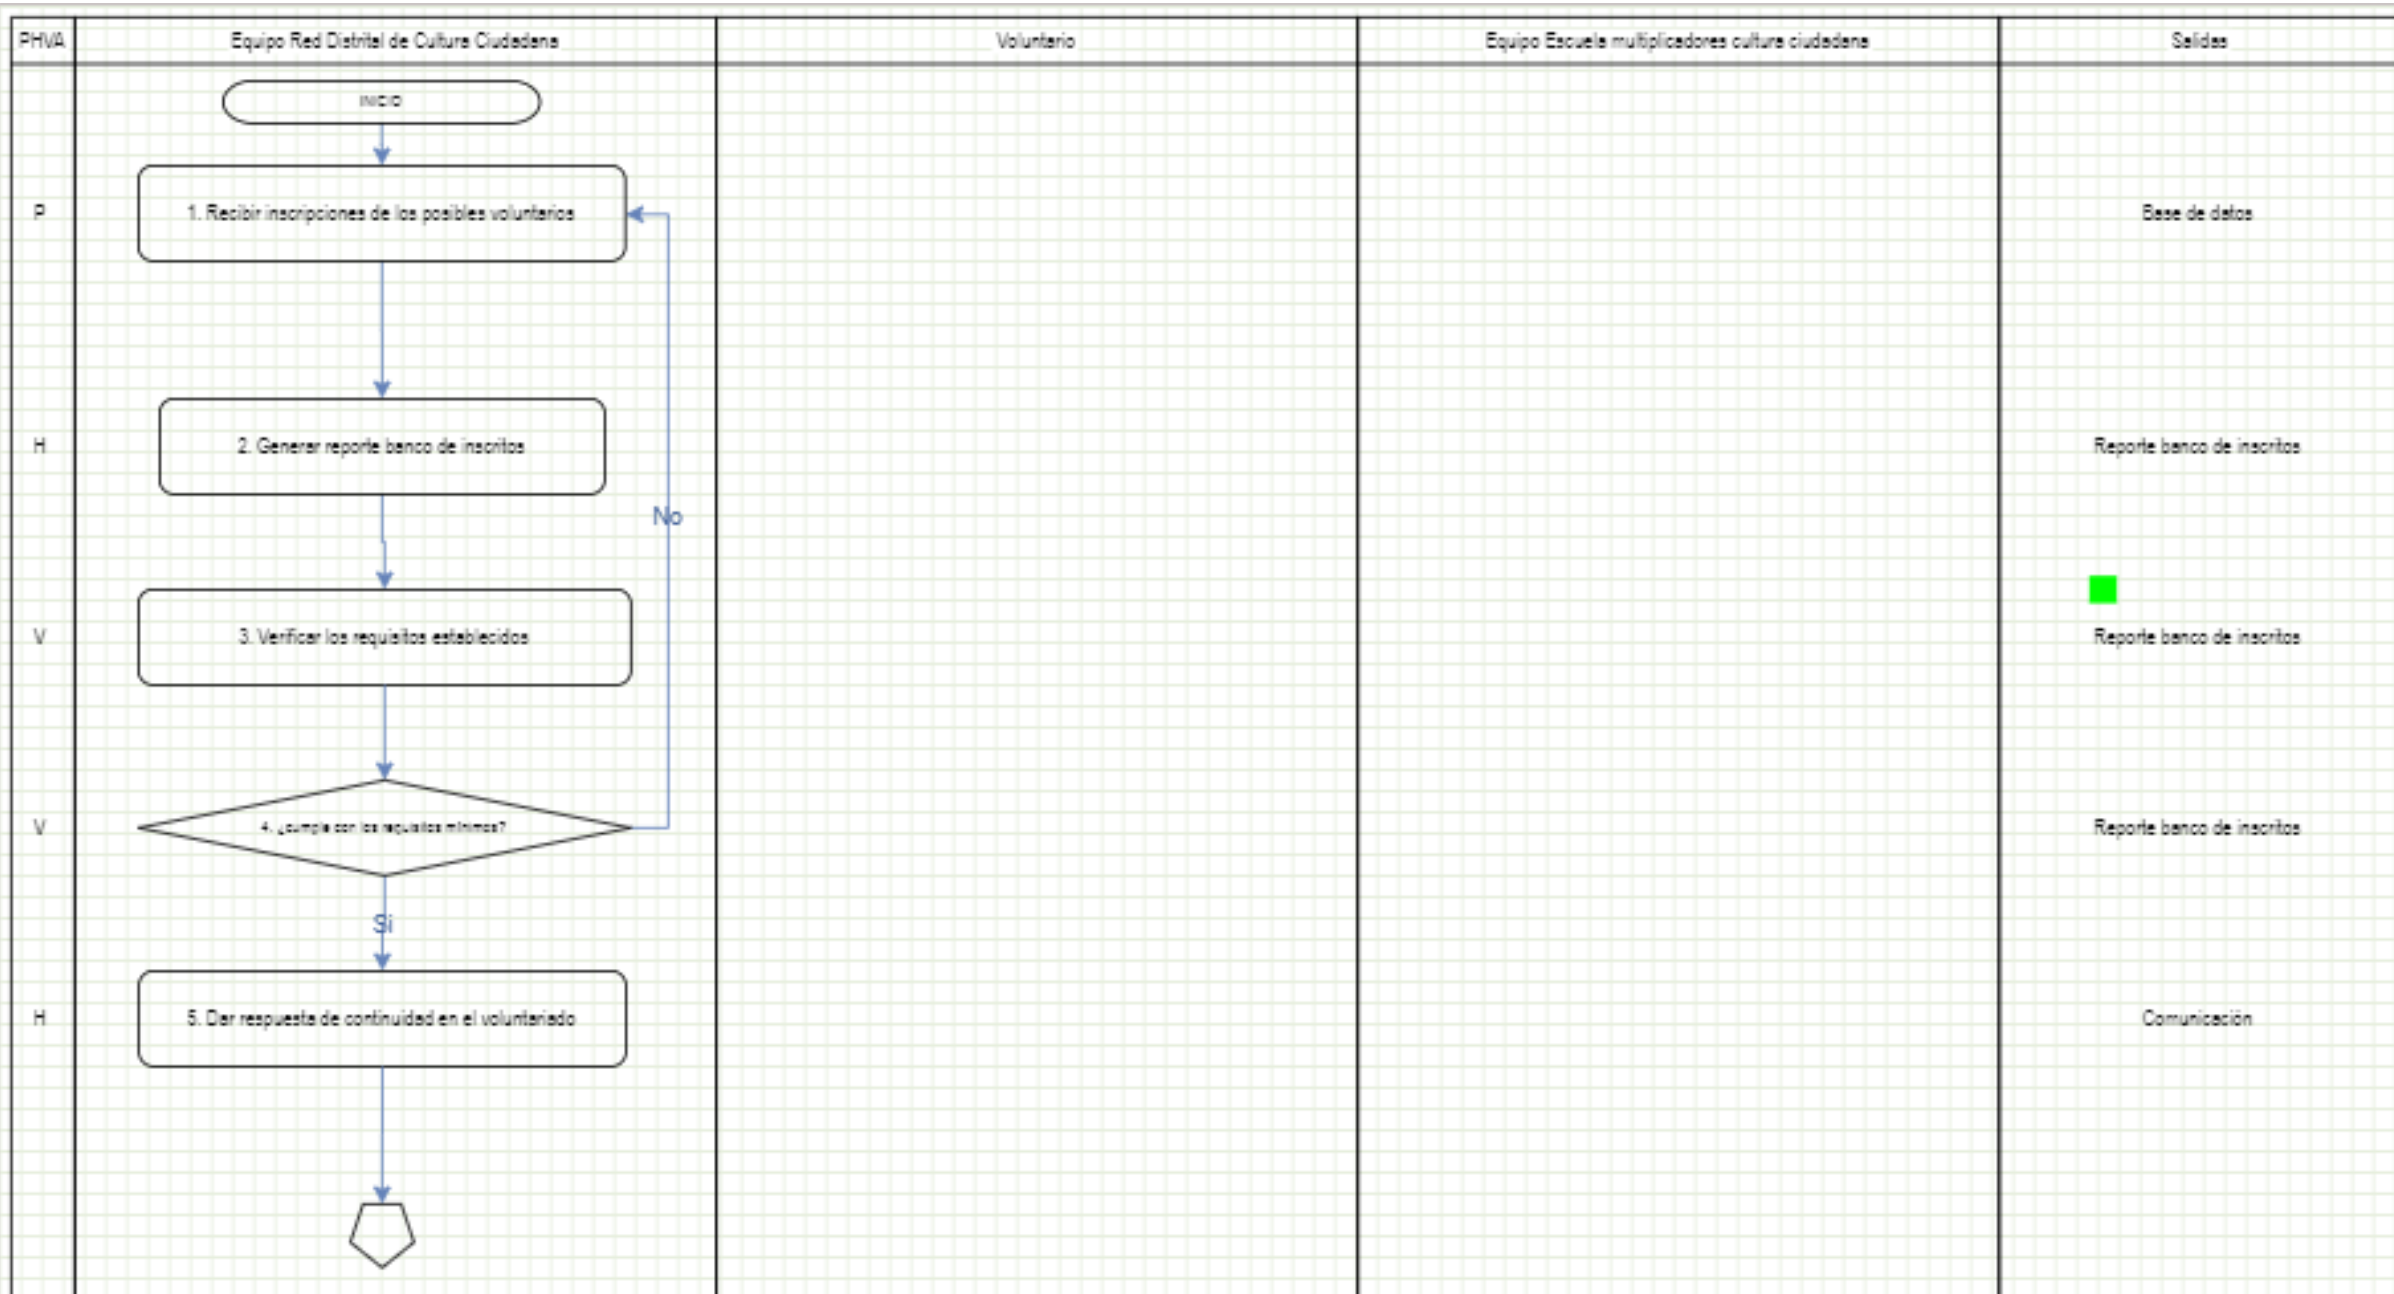 PHVA Equipo Red Distrital de Cultura Ciudadana Voluntario Equipo Escuela multiplicadores cultura ciudadana Salidas
INICIO
P 1. Recibir inscripciones de los posibles voluntarios Base de datos
H 2. Generar reporte banco de inscritos Reporte banco de inscritos
No
V 3. Verificar los requisitos establecidos Reporte banco de inscritos
V 4. ¿cumple con los requisitos mínimos? Reporte banco de inscritos
Si
H 5. Dar respuesta de continuidad en el voluntariado Comunicación